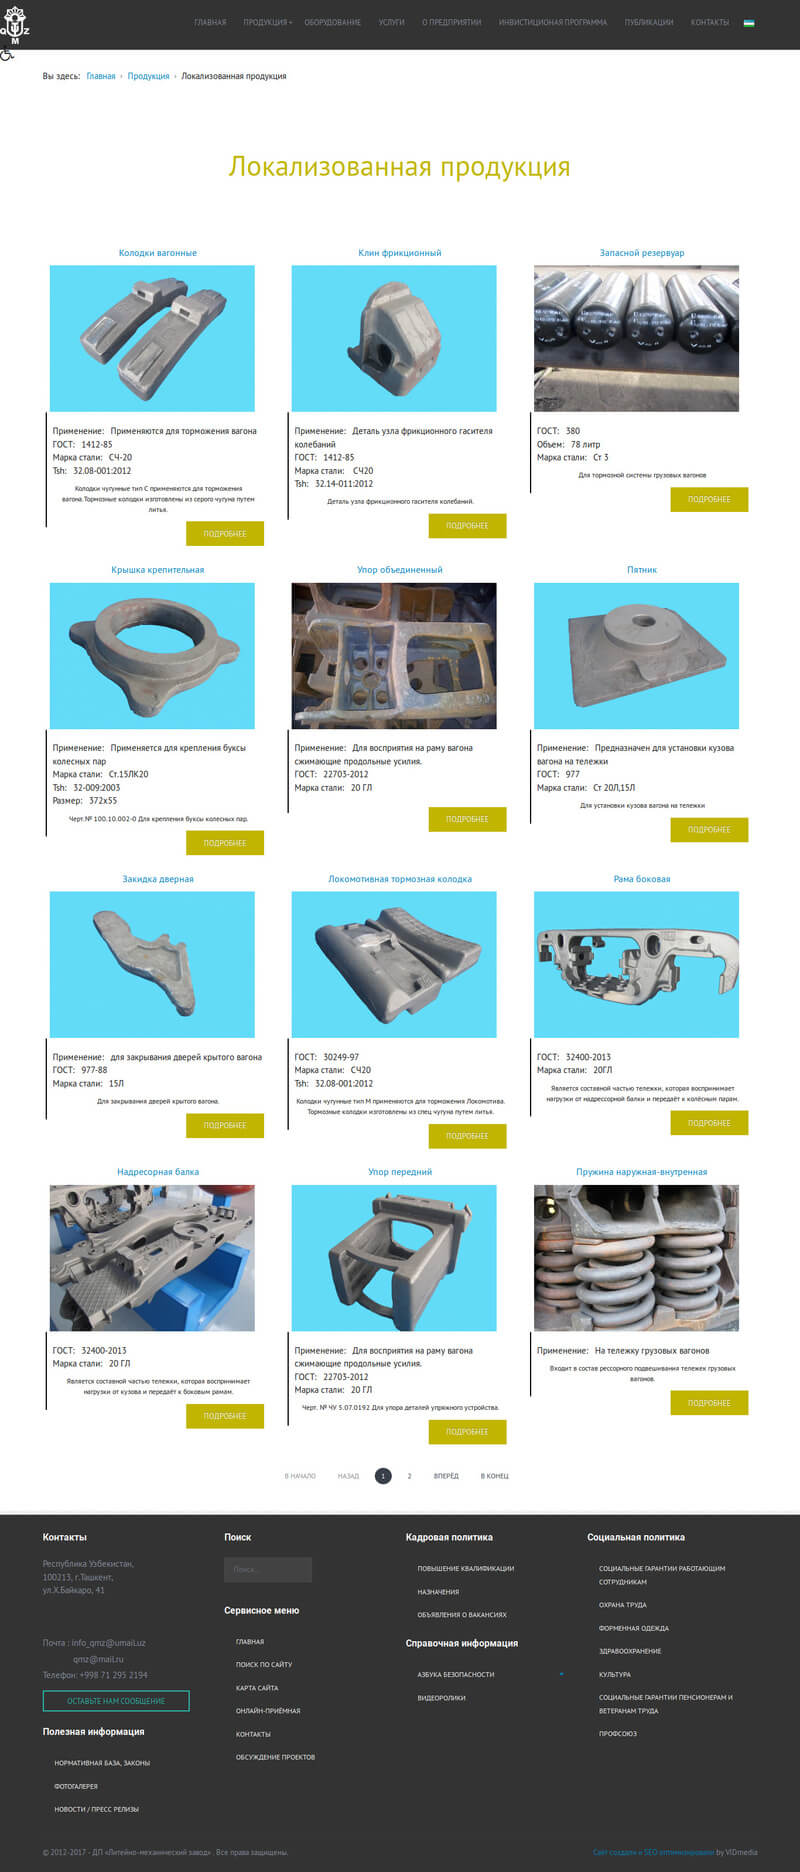 QUZ
M
ГЛАВНАЯ ПРОДУКЦИЯ ОБОРУДОВАНИЕ УСЛУГИ О ПРЕДПРИЯТИИ ИНВИСТИЦИОНАЯ ПРОГРАММА ПУБЛИКАЦИИ КОНТАКТЫ
Вы здесь: Главная › Продукция › Локализованная продукция
Локализованная продукция
Колодки вагонные
Применение: Применяются для торможения вагона
ГОСТ: 1412-85
Марка стали: СЧ-20
Tsh: 32.08-001:2012
Колодки чугунные тип С применяются для торможения
вагона.Тормозные колодки изготовлены из серого чугуна путем
литья.
ПОДРОБНЕЕ
Клин фрикционный
Применение: Деталь узла фрикционного гасителя
колебаний
ГОСТ: 1412-85
Марка стали: СЧ20
Tsh: 32.14-011:2012
Деталь узла фрикционного гасителя колебаний.
ПОДРОБНЕЕ
Запасной резервуар
ГОСТ: 380
Объем: 78 литр
Марка стали: Ст 3
Для тормозной системы грузовых вагонов
ПОДРОБНЕЕ
Крышка крепительная
Применение: Применяется для крепления буксы
колесных пар
Марка стали: Ст.15ЛК20
Tsh: 32-009:2003
Размер: 372х55
Черт.№ 100.10.002-0 Для крепления буксы колесных пар.
ПОДРОБНЕЕ
Упор объединенный
Применение: Для восприятия на раму вагона
сжимающие продольные усилия.
ГОСТ: 22703-2012
Марка стали: 20 ГЛ
ПОДРОБНЕЕ
Пятник
Применение: Предназначен для установки кузова
вагона на тележки
ГОСТ: 977
Марка стали: Ст 20Л,15Л
Для установки кузова вагона на тележки
ПОДРОБНЕЕ
Закидка дверная
Применение: для закрывания дверей крытого вагона
ГОСТ: 977-88
Марка стали: 15Л
Для закрывания дверей крытого вагона.
ПОДРОБНЕЕ
Локомотивная тормозная колодка
ГОСТ: 30249-97
Марка стали: СЧ20
Tsh: 32.08-001:2012
Колодки чугунные тип М применяются для торможения Локомотива.
Тормозные колодки изготовлены из спец чугуна путем литья.
ПОДРОБНЕЕ
Рама боковая
ГОСТ: 32400-2013
Марка стали: 20ГЛ
Является составной частью тележки, которая воспринимает
нагрузки от надрессорной балки и передаёт к колёсным парам.
ПОДРОБНЕЕ
Надресорная балка
ГОСТ: 32400-2013
Марка стали: 20 ГЛ
Является составной частью тележки, которая воспринимает
нагрузки от кузова и передаёт к боковым рамам.
ПОДРОБНЕЕ
Упор передний
Применение: Для восприятия на раму вагона
сжимающие продольные усилия.
ГОСТ: 22703-2012
Марка стали: 20 ГЛ
Черт. № ЧУ 5.07.0192 Для упора деталей упряжного устройства.
ПОДРОБНЕЕ
Пружина наружная-внутренная
Применение: На тележку грузовых вагонов
Входит в состав рессорного подвешивания тележек грузовых
вагонов.
ПОДРОБНЕЕ
В НАЧАЛО НАЗАД 1 2 ВПЕРЁД В КОНЕЦ
Контакты
Республика Узбекистан,
100213, г.Ташкент,
ул.Х.Байкаро, 41
Почта : info_qmz@umail.uz
qmz@mail.ru
Телефон: +998 71 295 2194
ОСТАВЬТЕ НАМ СООБЩЕНИЕ
Полезная информация
НОРМАТИВНАЯ БАЗА, ЗАКОНЫ
ФОТОГАЛЕРЕЯ
НОВОСТИ / ПРЕСС РЕЛИЗЫ
Поиск
Поиск...
Сервисное меню
ГЛАВНАЯ
ПОИСК ПО САЙТУ
КАРТА САЙТА
ОНЛАЙН-ПРИЁМНАЯ
КОНТАКТЫ
ОБСУЖДЕНИЕ ПРОЕКТОВ
Кадровая политика
ПОВЫШЕНИЕ КВАЛИФИКАЦИИ
НАЗНАЧЕНИЯ
ОБЪЯВЛЕНИЯ О ВАКАНСИЯХ
Справочная информация
АЗБУКА БЕЗОПАСНОСТИ
ВИДЕОРОЛИКИ
Социальная политика
СОЦИАЛЬНЫЕ ГАРАНТИИ РАБОТАЮЩИМ
СОТРУДНИКАМ
ОХРАНА ТРУДА
ФОРМЕННАЯ ОДЕЖДА
ЗДРАВООХРАНЕНИЕ
КУЛЬТУРА
СОЦИАЛЬНЫЕ ГАРАНТИИ ПЕНСИОНЕРАМ И
ВЕТЕРАНАМ ТРУДА
ПРОФСОЮЗ
© 2012-2017 - ДП «Литейно-механический завод» . Все права защищены.
Сайт создали и SEO оптимизировали by VIDmedia